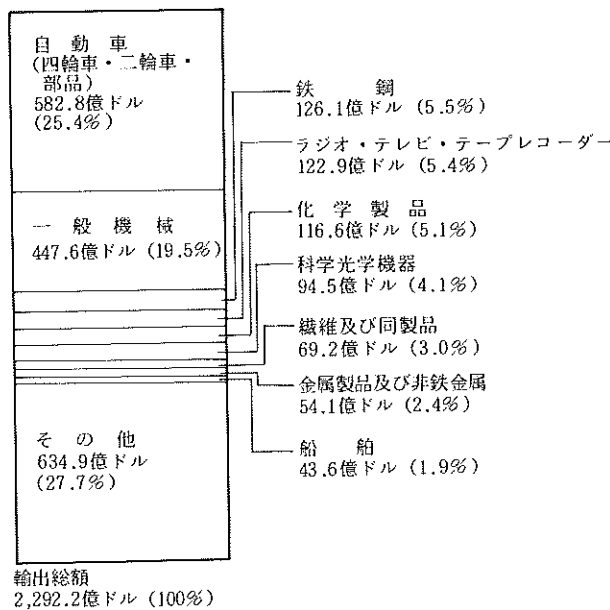 自動車
(四輪車・二輪車・
部品)
582.8億ドル
(25.4%)
一般機械
447.6億ドル (19.5%)
鉄鋼
126.1億ドル (5.5%)
ラジオ・テレビ・テープレコーダー
122.9億ドル (5.4%)
化学製品
116.6億ドル (5.1%)
科学光学機器
94.5億ドル (4.1%)
繊維及び同製品
69.2億ドル (3.0%)
金属製品及び非鉄金属
54.1億ドル (2.4%)
船舶
43.6億ドル (1.9%)
その他
634.9億ドル
(27.7%)
輸出総額
2,292.2億ドル (100%)